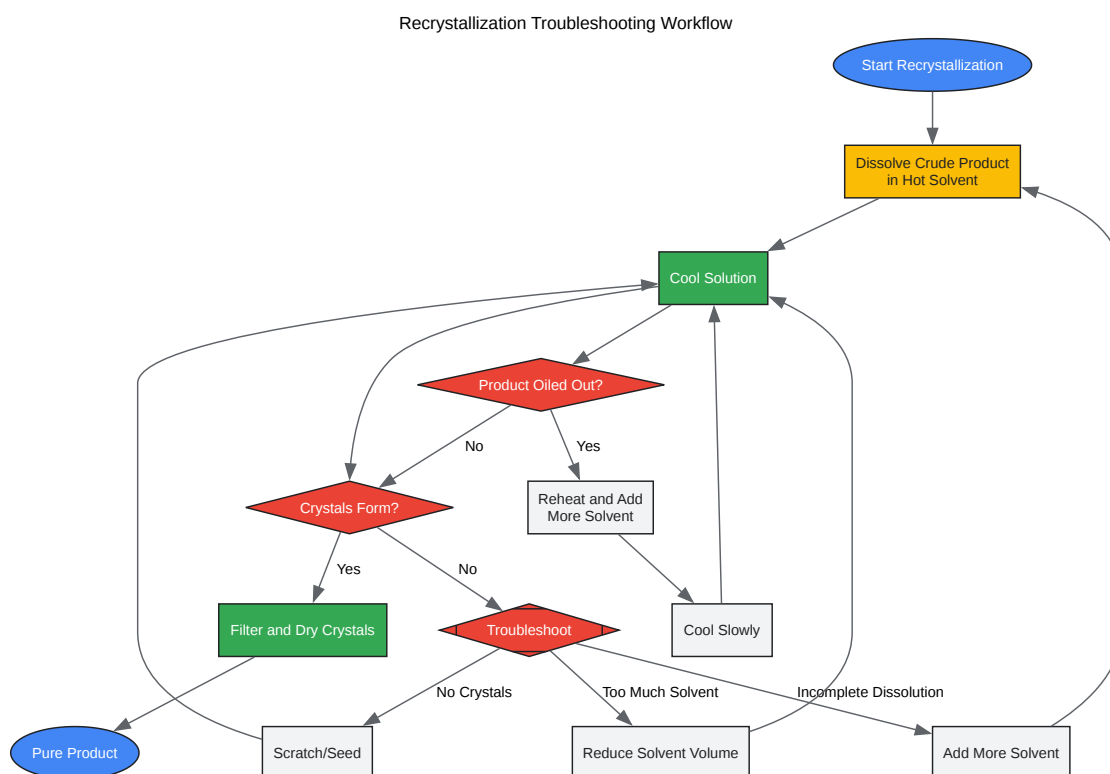 Recrystallization Troubleshooting Workflow
Start Recrystallization
Dissolve Crude Product
in Hot Solvent
Cool Solution
Product Oiled Out?
No
Yes
Reheat and Add
More Solvent
Crystals Form?
Yes
No
Filter and Dry Crystals
Troubleshoot
Cool Slowly
No Crystals
Too Much Solvent
Incomplete Dissolution
Pure Product
Scratch/Seed
Reduce Solvent Volume
Add More Solvent